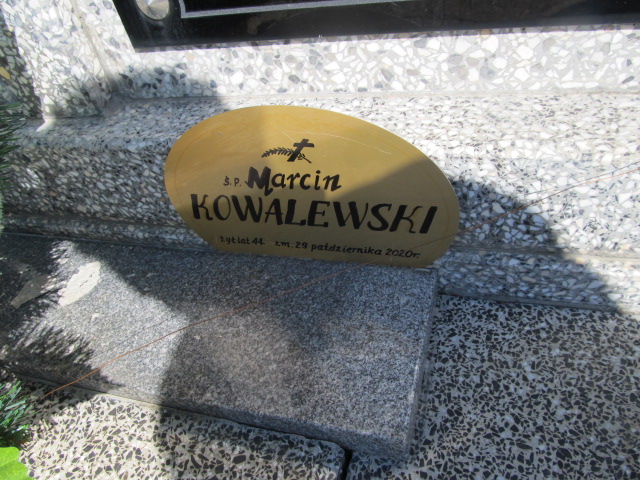 Ś.P. Marcin
KOWALEWSKI
żył lat 44 zm. 29 października 2020r.